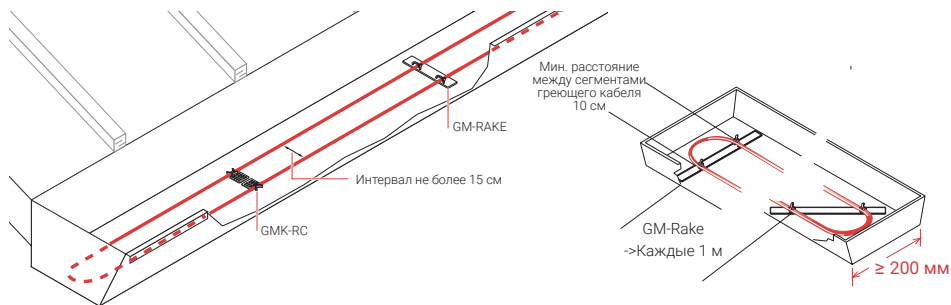 GM-RAKE
Интервал не более 15 см
GMK-RC
Мин. расстояние
между сегментами
греющего кабеля
10 см
GM-Rake
->Каждые 1 м
≥ 200 мм